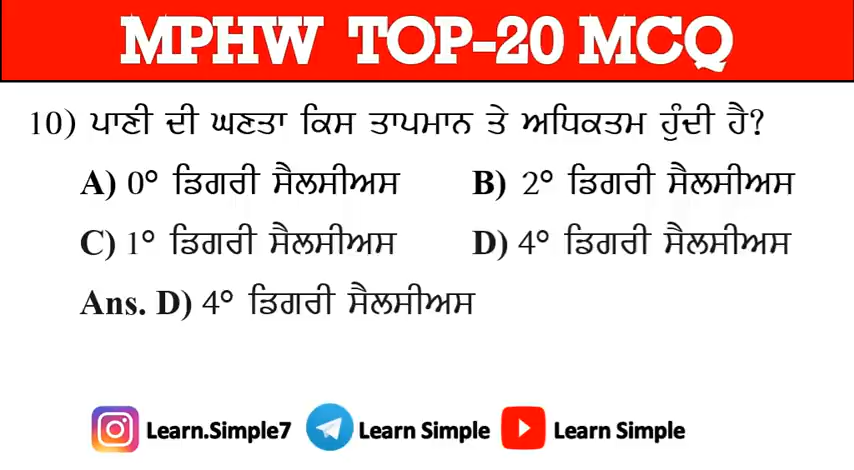 MPHW TOP-20 MCQ
10) ਪਾਣੀ ਦੀ ਘਣਤਾ ਕਿਸ ਤਾਪਮਾਨ ਤੇ ਅਧਿਕਤਮ ਹੁੰਦੀ ਹੈ?
A) 0° ਡਿਗਰੀ ਸੈਲਸੀਅਸ B) 2° ਡਿਗਰੀ ਸੈਲਸੀਅਸ
C) 1° ਡਿਗਰੀ ਸੈਲਸੀਅਸ D) 4° ਡਿਗਰੀ ਸੈਲਸੀਅਸ
Ans. D) 4° ਡਿਗਰੀ ਸੈਲਸੀਅਸ
Learn.Simple7 Learn Simple Learn Simple